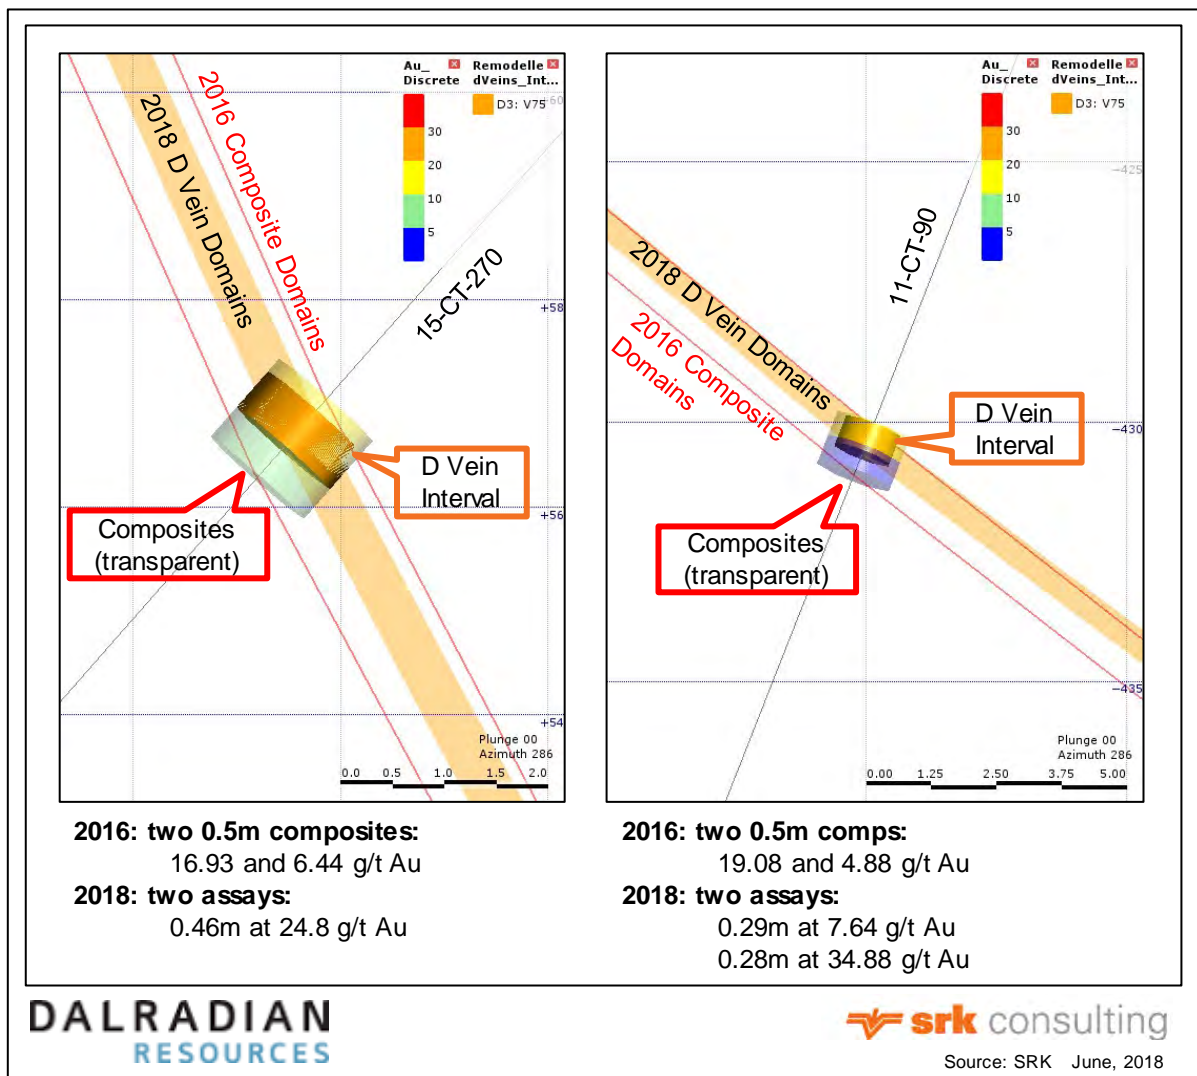 Au_
Discrete
Remodelle
dVeins_Int...
D3: V75
30
20
10
5
2016 Composite Domains
2018 D Vein Domains
15-CT-270
+60
+58
+56
+54
D Vein
Interval
Composites
(transparent)
Plunge 00
Azimuth 286
0.0 0.5 1.0 1.5 2.0
Au_
Discrete
Remodelle
dVeins_Int...
D3: V75
30
20
10
5
11-CT-90
2018 D Vein Domains
2016 Composite
Domains
-425
-430
-435
D Vein
Interval
Composites
(transparent)
Plunge 00
Azimuth 286
0.00 1.25 2.50 3.75 5.00
2016: two 0.5m composites:
16.93 and 6.44 g/t Au
2018: two assays:
0.46m at 24.8 g/t Au
2016: two 0.5m comps:
19.08 and 4.88 g/t Au
2018: two assays:
0.29m at 7.64 g/t Au
0.28m at 34.88 g/t Au
DALRADIAN
RESOURCES
srk consulting
Source: SRK June, 2018